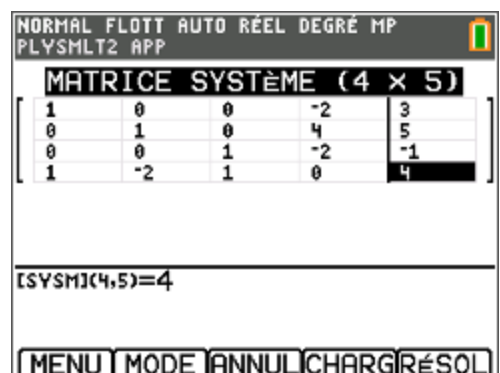 NORMAL FLOTT AUTO RÉEL DEGRÉ MP
PLYSMLT2 APP
MATRICE SYSTÈME (4 × 5)
1 0 0 -2 3
0 1 0 4 5
0 0 1 -2 -1
1 -2 1 0 4
[SYSM](4,5)=4
MENU MODE ANNUL CHARG RÉSOL